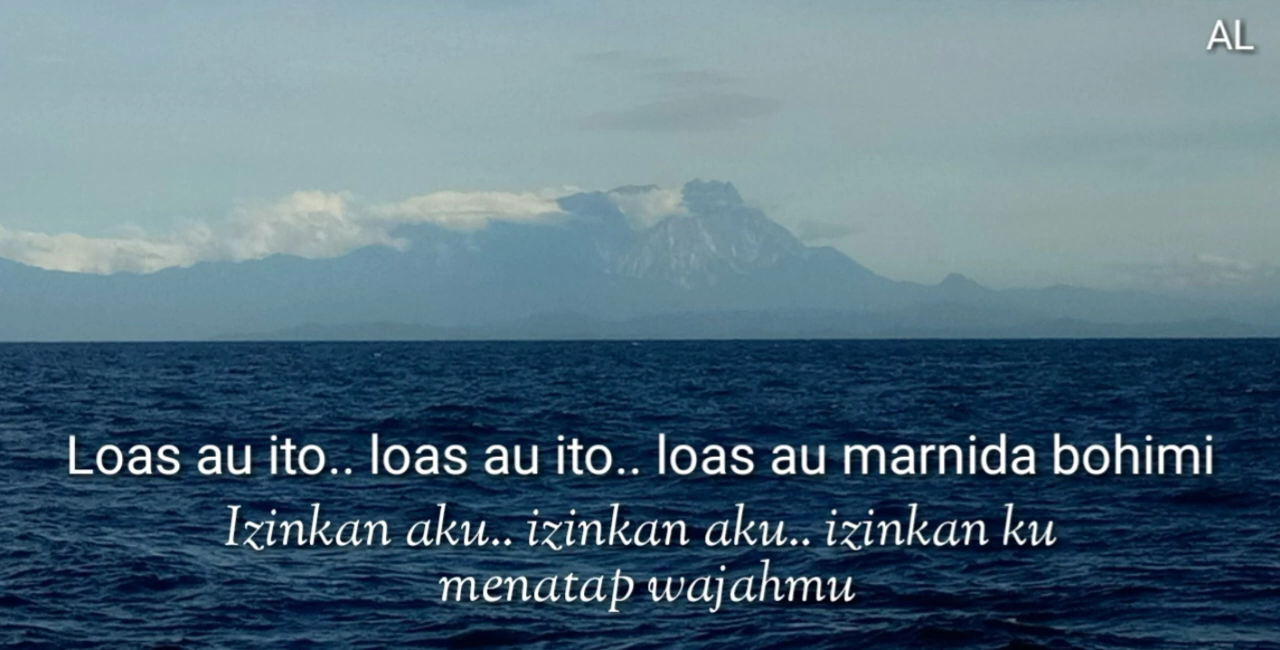 AL
Loas au ito.. loas au ito.. loas au marnida bohimi
Izinkan aku.. izinkan aku.. izinkan ku
menatap wajahmu